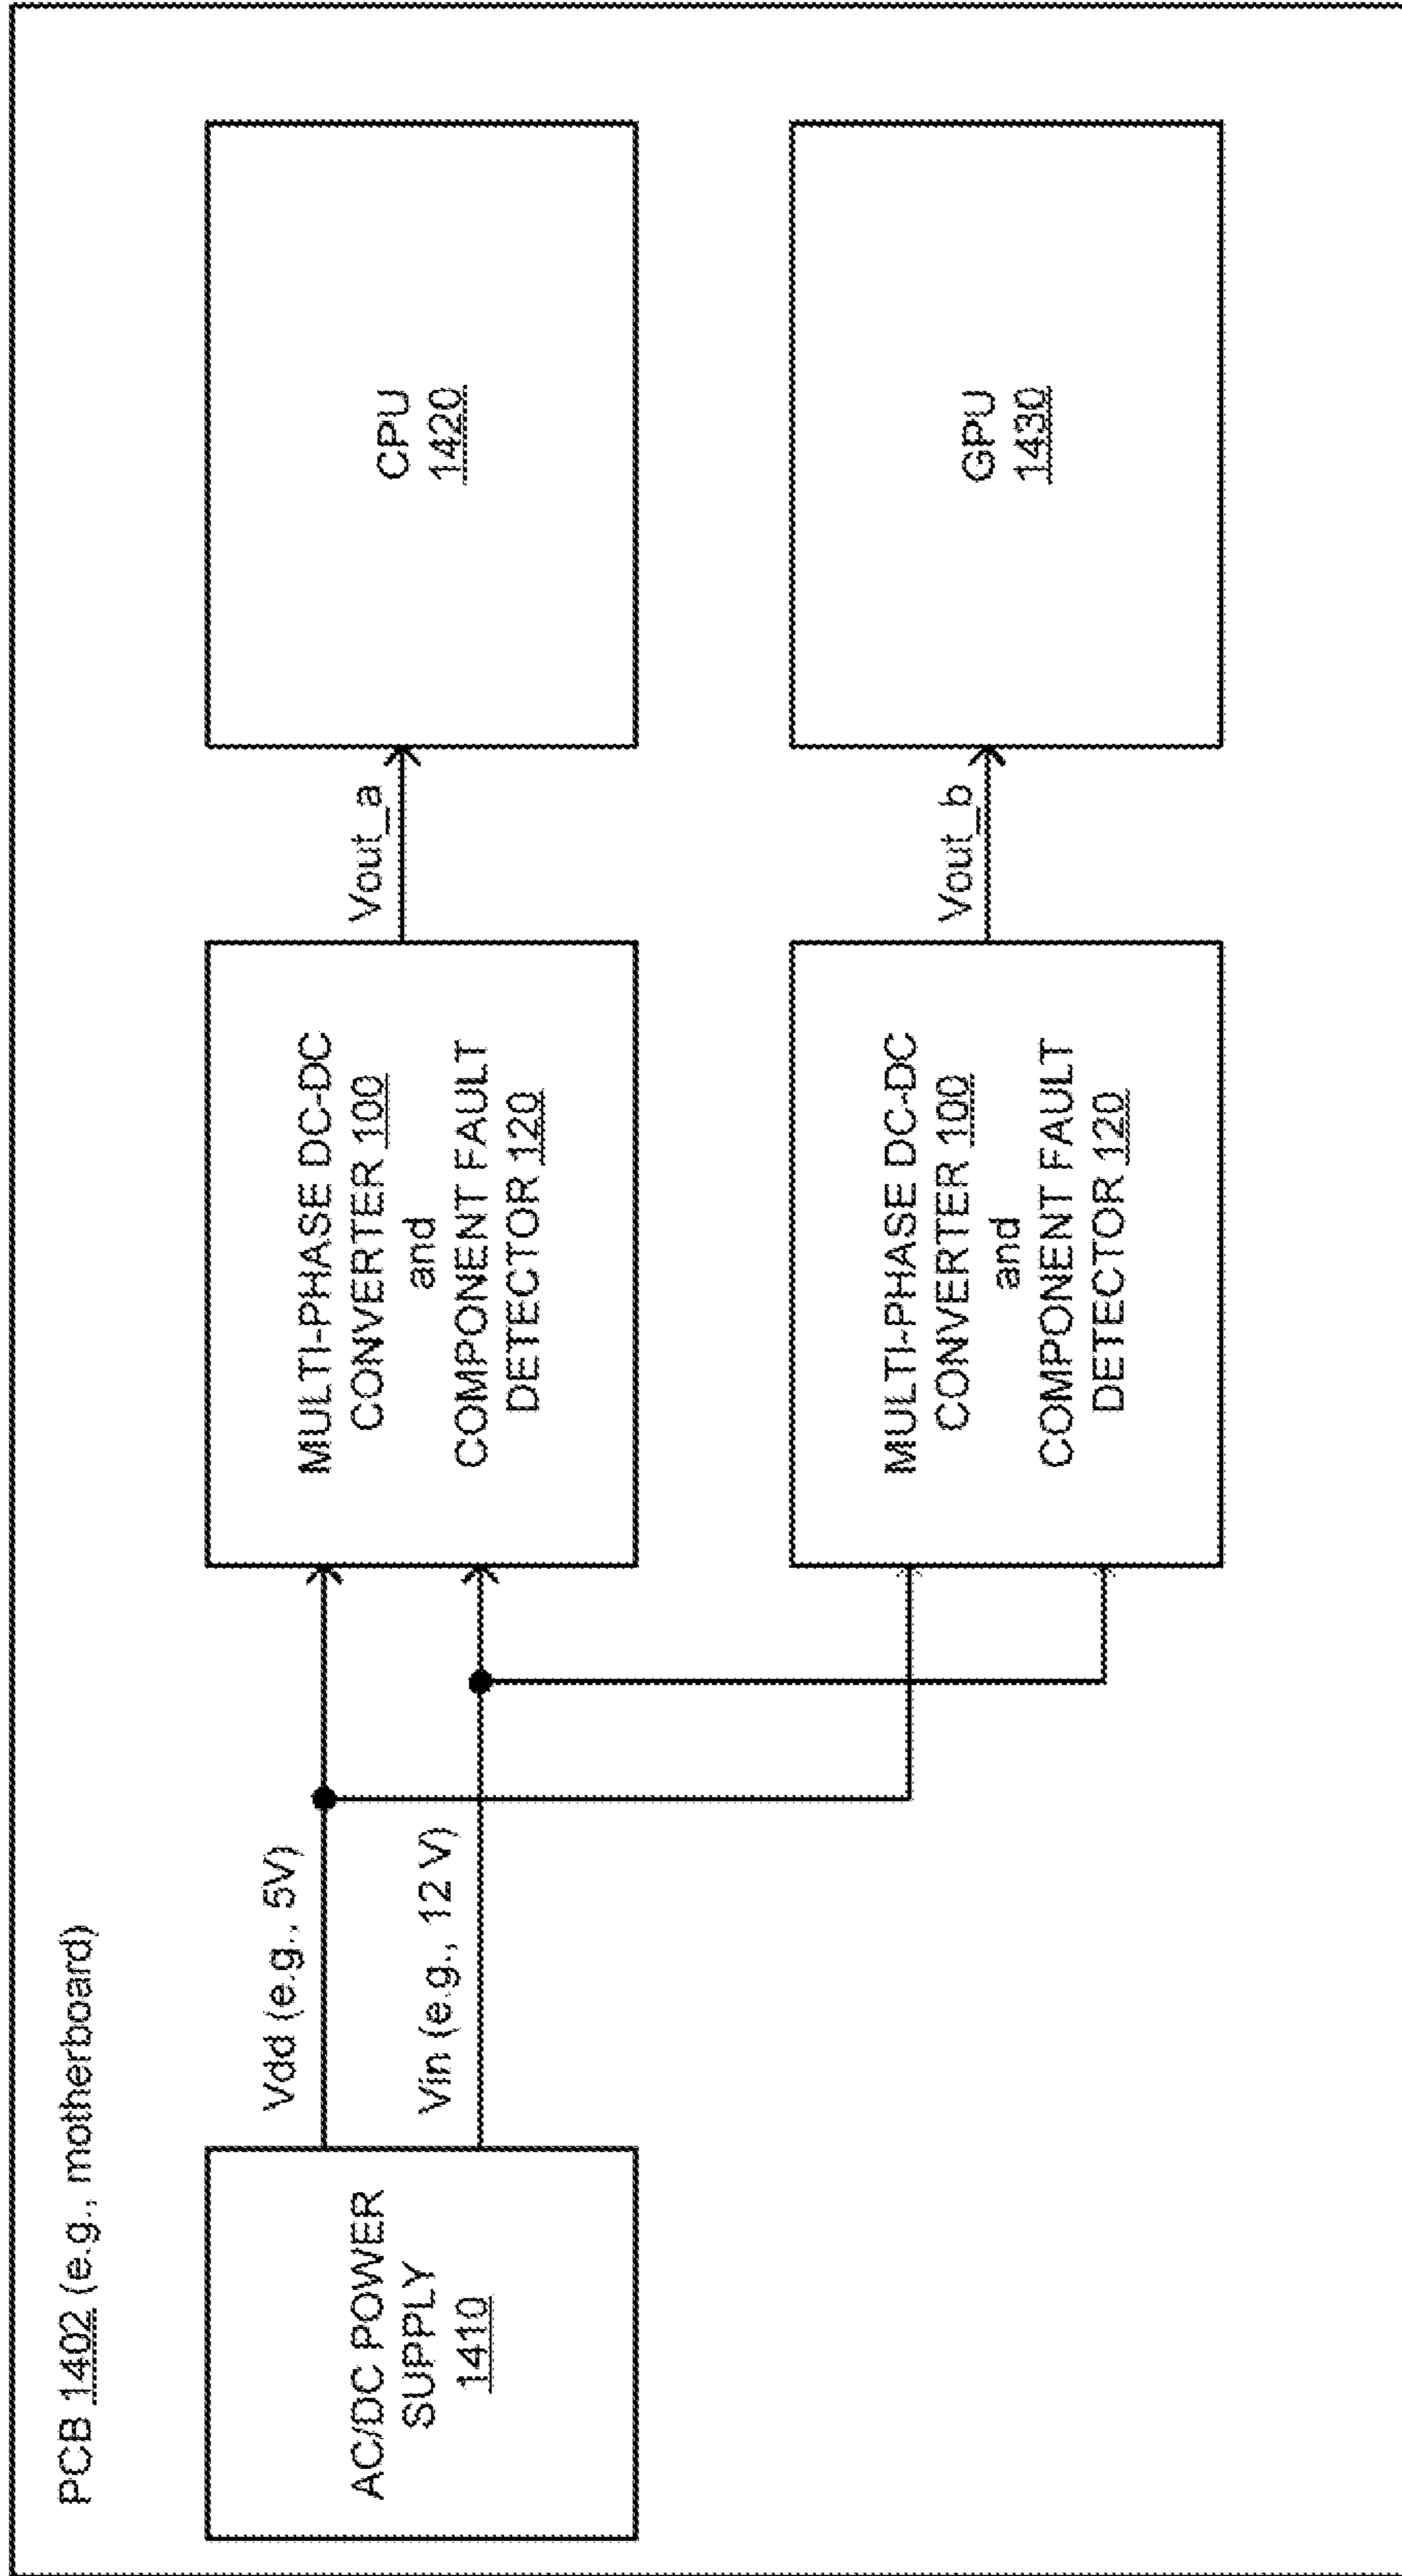 PCB 1402 (e.g., motherboard)
AC/DC POWER
SUPPLY
1410
Vdd (e.g., 5V)
Vin (e.g., 12 V)
MULTI-PHASE DC-DC
CONVERTER 100
and
COMPONENT FAULT
DETECTOR 120
Vout_a
CPU
1420
MULTI-PHASE DC-DC
CONVERTER 100
and
COMPONENT FAULT
DETECTOR 120
Vout_b
GPU
1430